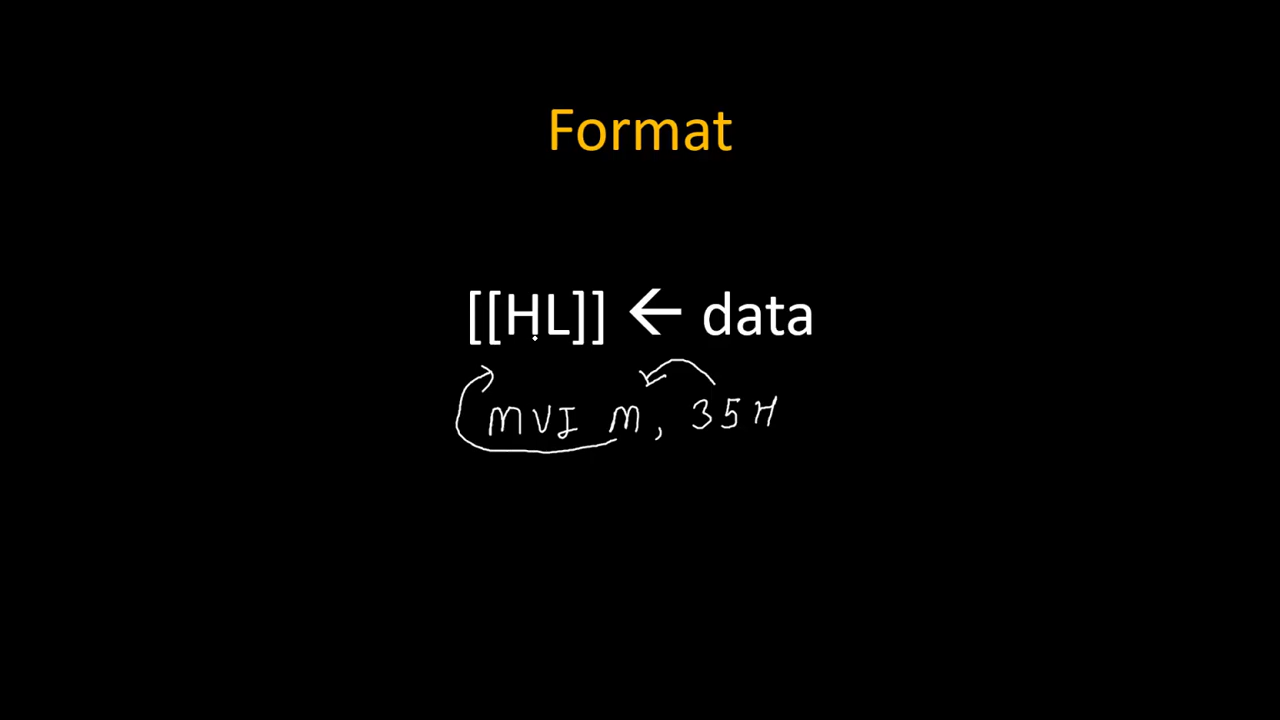 Format
[[HL]] ← data
MVI M, 35H